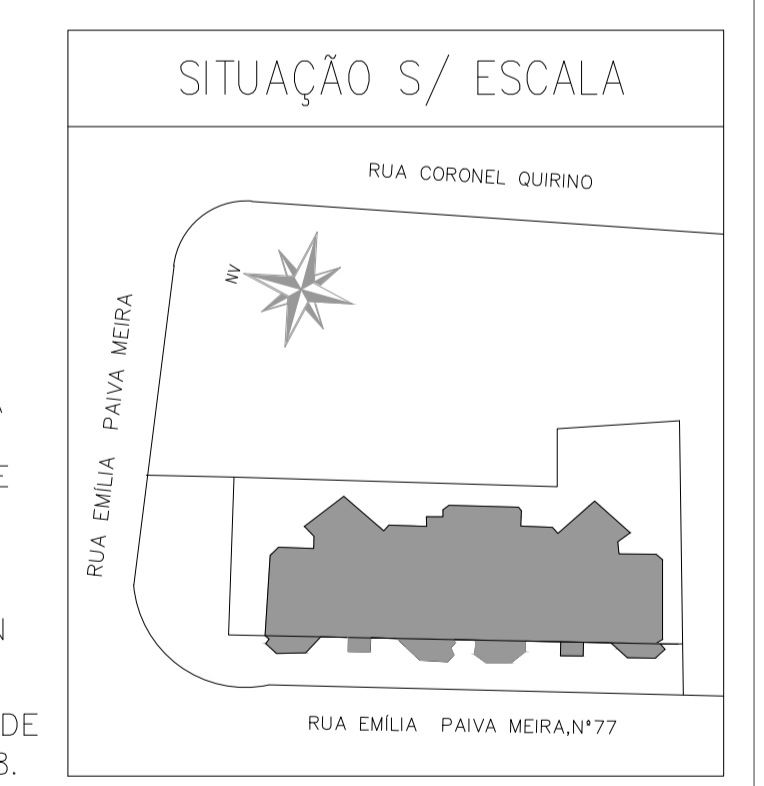 SITUAÇÃO S/ ESCALA
RUA CORONEL QUIRINO
NV
RUA EMÍLIA PAIVA MEIRA
RUA EMÍLIA PAIVA MEIRA,N°77
DE